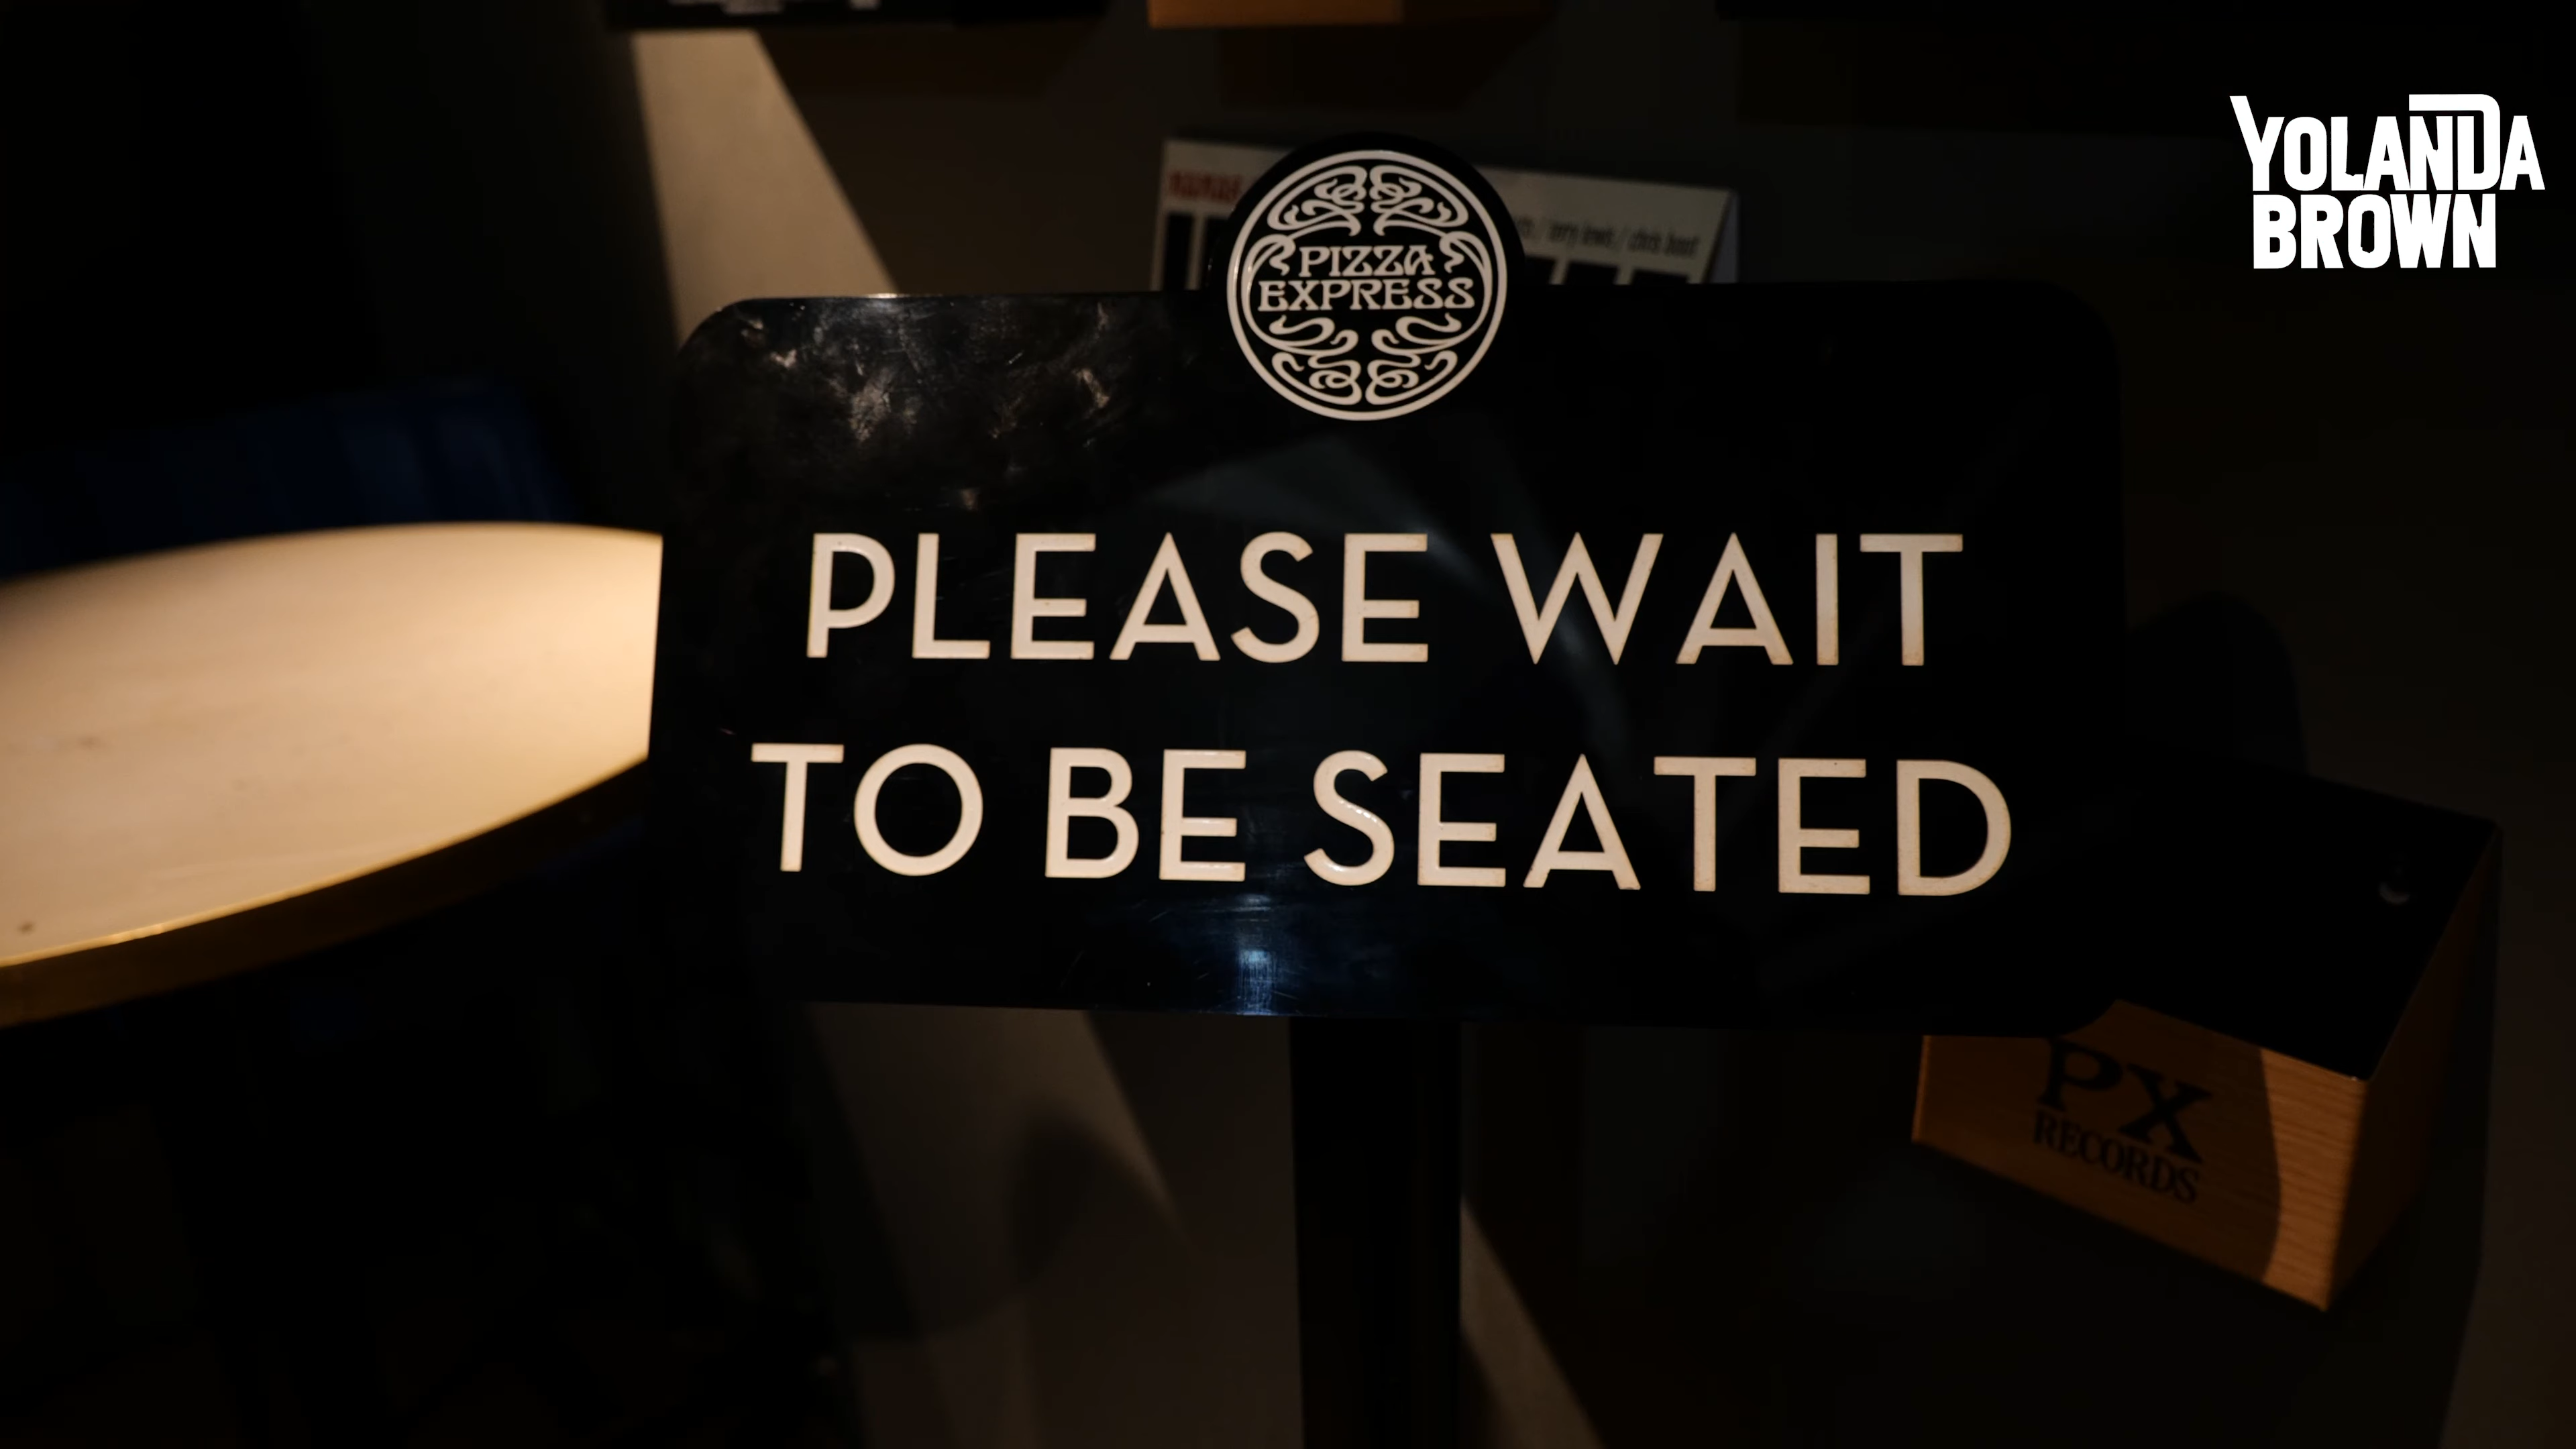 YOLANDA
BROWN
PIZZA
EXPRESS
PLEASE WAIT
TO BE SEATED
PX
RECORDS